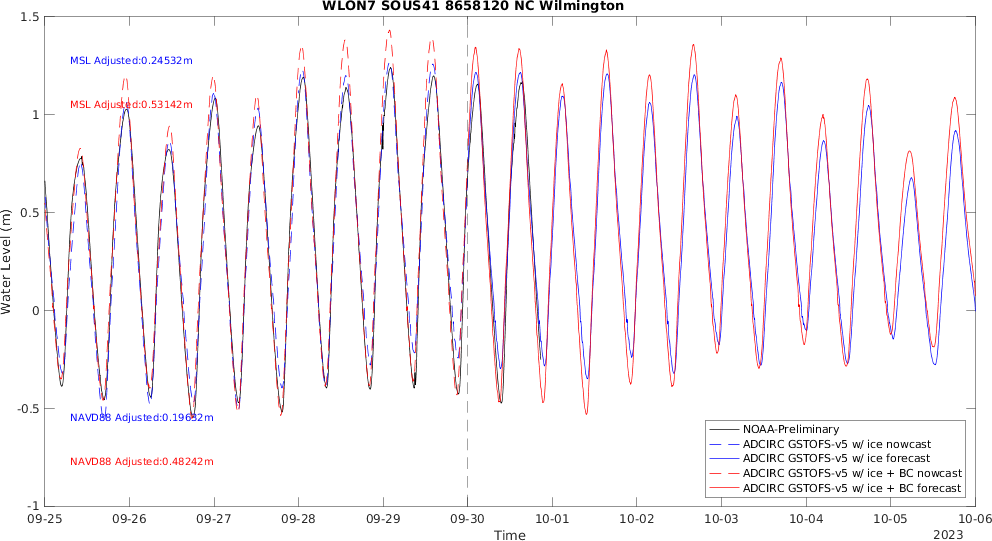 WLON7 SOUS41 8658120 NC Wilmington
1.5
1
0.5
0
-0.5
-1
Water Level (m)
MSL Adjusted:0.24532m
MSL Adjusted:0.53142m
NAVD88 Adjusted:0.19632m
NAVD88 Adjusted:0.48242m
NOAA-Preliminary
ADCIRC GSTOFS-v5 w/ ice nowcast
ADCIRC GSTOFS-v5 w/ ice forecast
ADCIRC GSTOFS-v5 w/ ice + BC nowcast
ADCIRC GSTOFS-v5 w/ ice + BC forecast
09-25 09-26 09-27 09-28 09-29 09-30 10-01 10-02 10-03 10-04 10-05 10-06
Time
2023